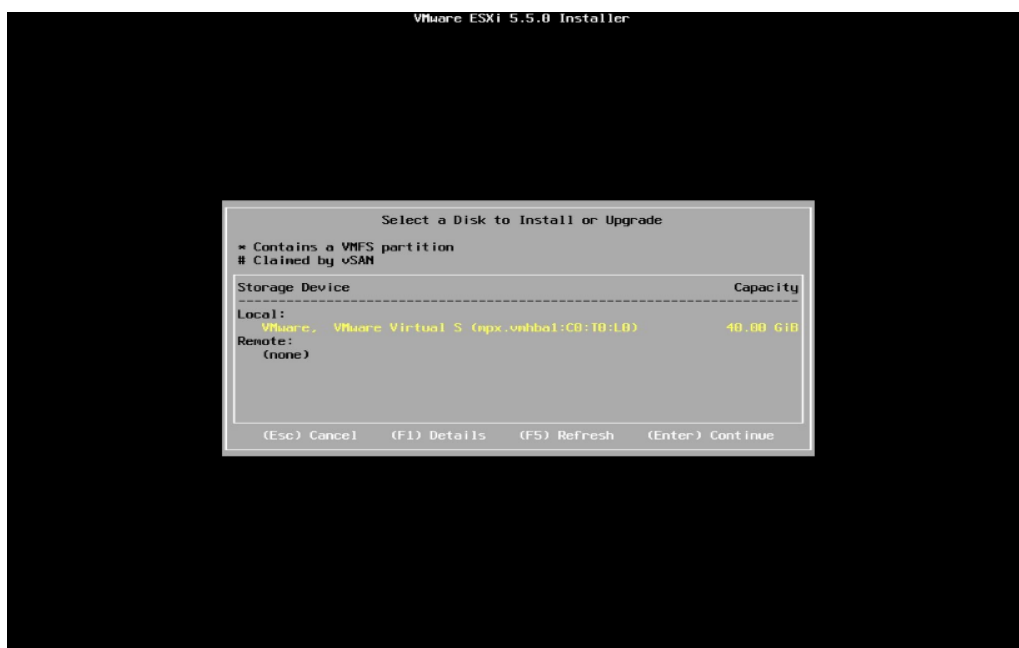 VMware ESXi 5.5.0 Installer
Select a Disk to Install or Upgrade
* Contains a VMFS partition
# Claimed by vSAN
Storage Device Capacity
Local:
VMware, VMware Virtual S (mpx.vmhba1:C0:T0:L0) 40.00 GiB
Remote:
(none)
(Esc) Cancel (F1) Details (F5) Refresh (Enter) Continue